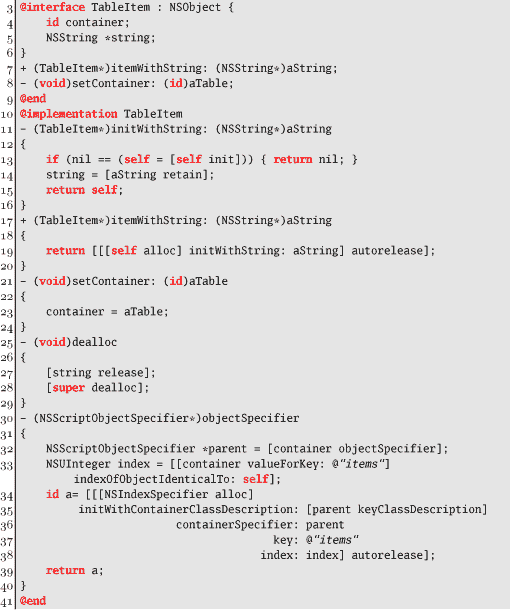 3 @interface TableItem : NSObject {
4     id container;
5     NSString *string;
6 }
7 + (TableItem*)itemWithString: (NSString*)aString;
8 - (void)setContainer: (id)aTable;
9 @end
10 @implementation TableItem
11 - (TableItem*)initWithString: (NSString*)aString
12 {
13     if (nil == (self = [self init])) { return nil; }
14     string = [aString retain];
15     return self;
16 }
17 + (TableItem*)itemWithString: (NSString*)aString
18 {
19     return [[[self alloc] initWithString: aString] autorelease];
20 }
21 - (void)setContainer: (id)aTable
22 {
23     container = aTable;
24 }
25 - (void)dealloc
26 {
27     [string release];
28     [super dealloc];
29 }
30 - (NSScriptObjectSpecifier*)objectSpecifier
31 {
32     NSScriptObjectSpecifier *parent = [container objectSpecifier];
33     NSUInteger index = [[container valueForKey: @"items"]
            indexOfObjectIdenticalTo: self];
34     id a= [[[NSIndexSpecifier alloc]
35         initWithContainerClassDescription: [parent keyClassDescription]
36                        containerSpecifier: parent
37                                       key: @"items"
38                                     index: index] autorelease];
39     return a;
40 }
41 @end